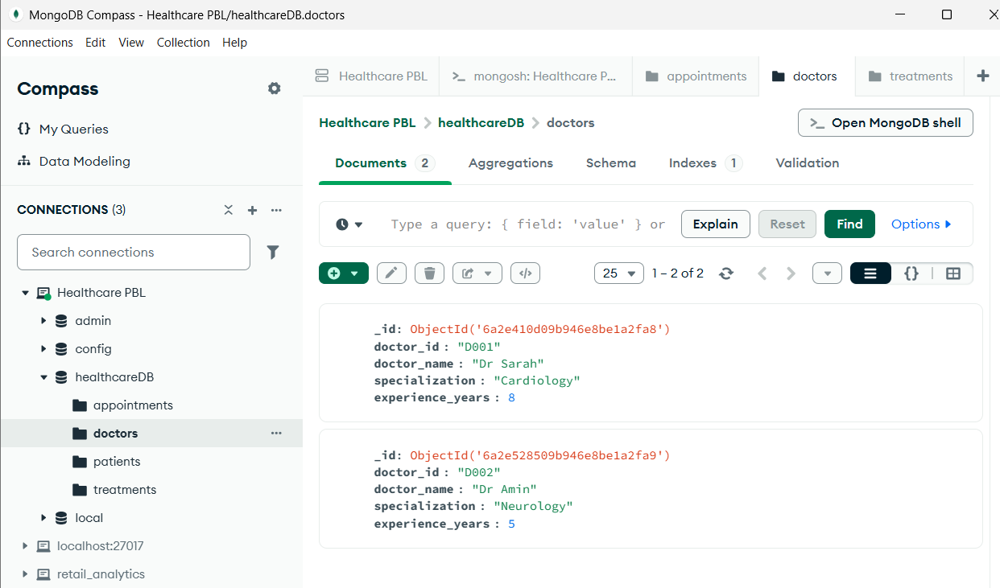 MongoDB Compass - Healthcare PBL/healthcareDB.doctors
Connections Edit View Collection Help
Compass
My Queries
Data Modeling
CONNECTIONS (3)
Search connections
Healthcare PBL
admin
config
healthcareDB
appointments
doctors
patients
treatments
local
localhost:27017
retail_analytics
Healthcare PBL
mongosh: Healthcare P...
appointments
doctors
treatments
Healthcare PBL > healthcareDB > doctors
>_ Open MongoDB shell
Documents 2 Aggregations Schema Indexes 1 Validation
Type a query: { field: 'value' } or Explain Reset Find Options
25 1 – 2 of 2
_id: ObjectId('6a2e410d09b946e8be1a2fa8')
doctor_id : "D001"
doctor_name : "Dr Sarah"
specialization : "Cardiology"
experience_years : 8
_id: ObjectId('6a2e528509b946e8be1a2fa9')
doctor_id : "D002"
doctor_name : "Dr Amin"
specialization : "Neurology"
experience_years : 5